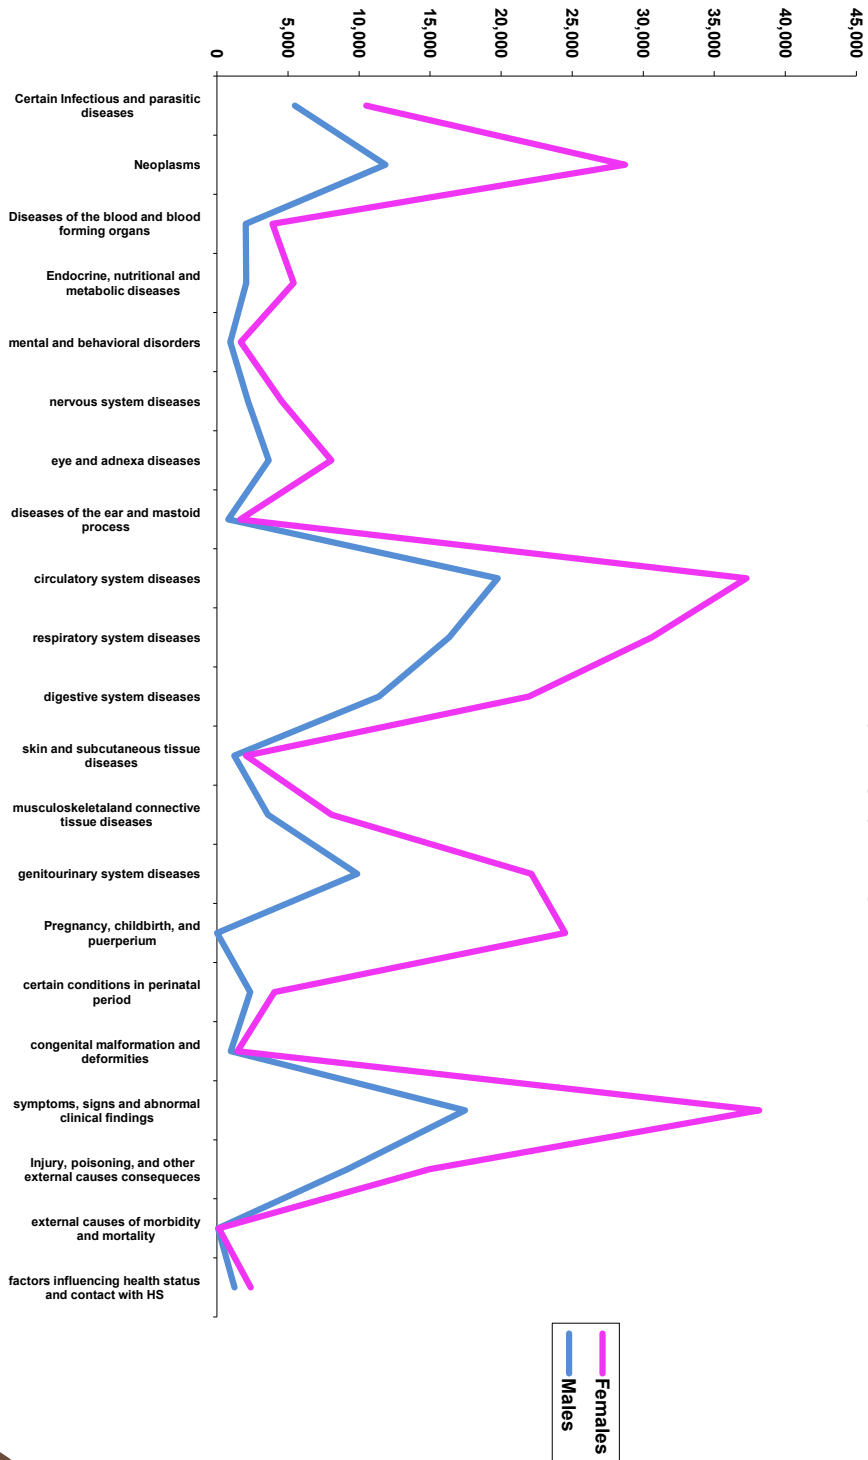 0
5,000
10,000
15,000
20,000
25,000
30,000
35,000
40,000
45,000
Certain Infectious and parasitic
diseases
Neoplasms
Diseases of the blood and blood
forming organs
Endocrine, nutritional and
metabolic diseases
mental and behavioral disorders
nervous system diseases
eye and adnexa diseases
diseases of the ear and mastoid
process
circulatory system diseases
respiratory system diseases
digestive system diseases
skin and subcutaneous tissue
diseases
musculoskeletaland connective
tissue diseases
genitourinary system diseases
Pregnancy, childbirth, and
puerperium
certain conditions in perinatal
period
congenital malformation and
deformities
symptoms, signs and abnormal
clinical findings
Injury, poisoning, and other
external causes consequeces
external causes of morbidity
and mortality
factors influencing health status
and contact with HS
Females
Males